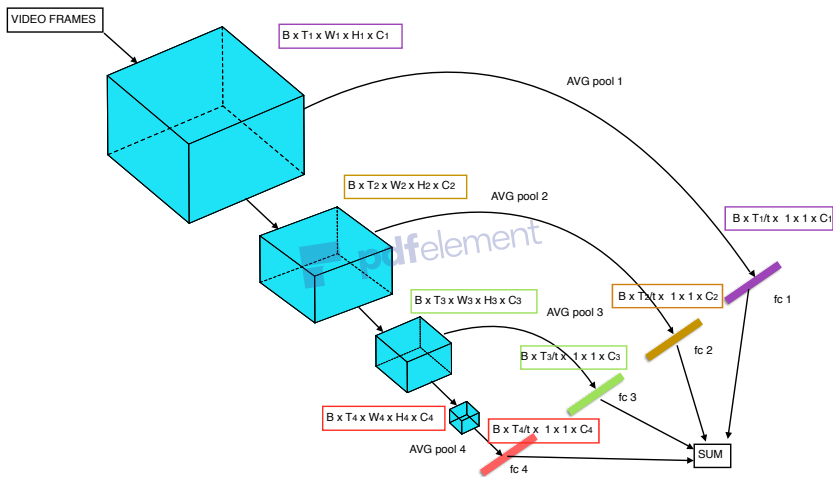 VIDEO FRAMES
B x T1 x W1 x H1 x C1
AVG pool 1
B x T2 x W2 x H2 x C2
AVG pool 2
B x T1/t x 1 x 1 x C1
pdfelement
B x T3 x W3 x H3 x C3
B x T2/t x 1 x 1 x C2
fc 1
AVG pool 3
fc 2
B x T3/t x 1 x 1 x C3
fc 3
B x T4 x W4 x H4 x C4
B x T4/t x 1 x 1 x C4
AVG pool 4
SUM
fc 4